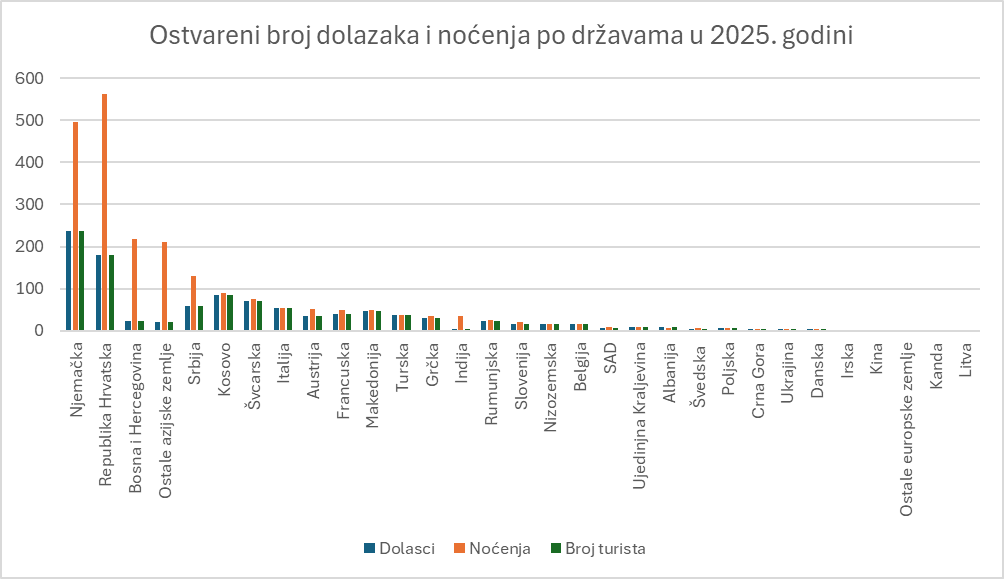 Ostvareni broj dolazaka i noćenja po državama u 2025. godini
600
500
400
300
200
100
0
Njemačka
Republika Hrvatska
Bosna i Hercegovina
Ostale azijske zemlje
Srbija
Kosovo
Švcarska
Italija
Austrija
Francuska
Makedonija
Turska
Grčka
Indija
Rumunjska
Slovenija
Nizozemska
Belgija
SAD
Ujedinjna Kraljevina
Albanija
Švedska
Poljska
Crna Gora
Ukrajina
Danska
Irska
Kina
Ostale europske zemlje
Kanda
Litva
Dolasci
Noćenja
Broj turista